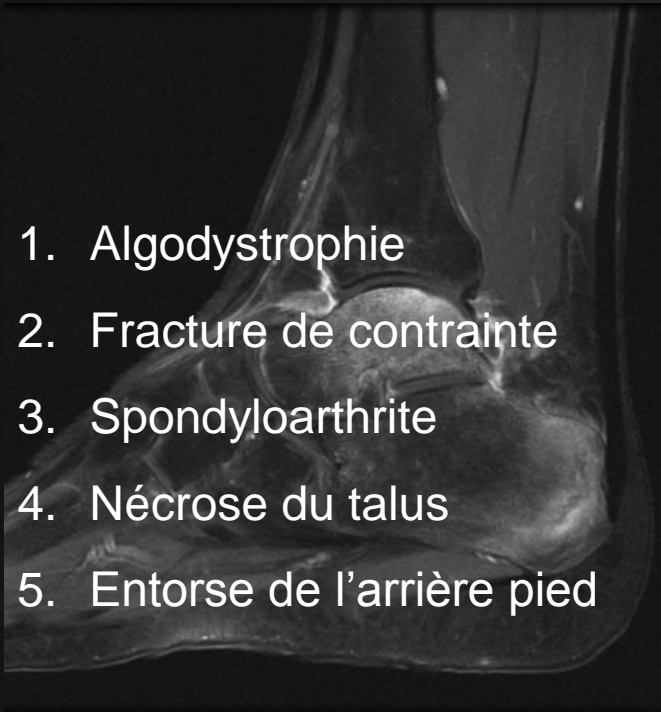 1. Algodystrophie
2. Fracture de contrainte
3. Spondyloarthrite
4. Nécrose du talus
5. Entorse de l’arrière pied